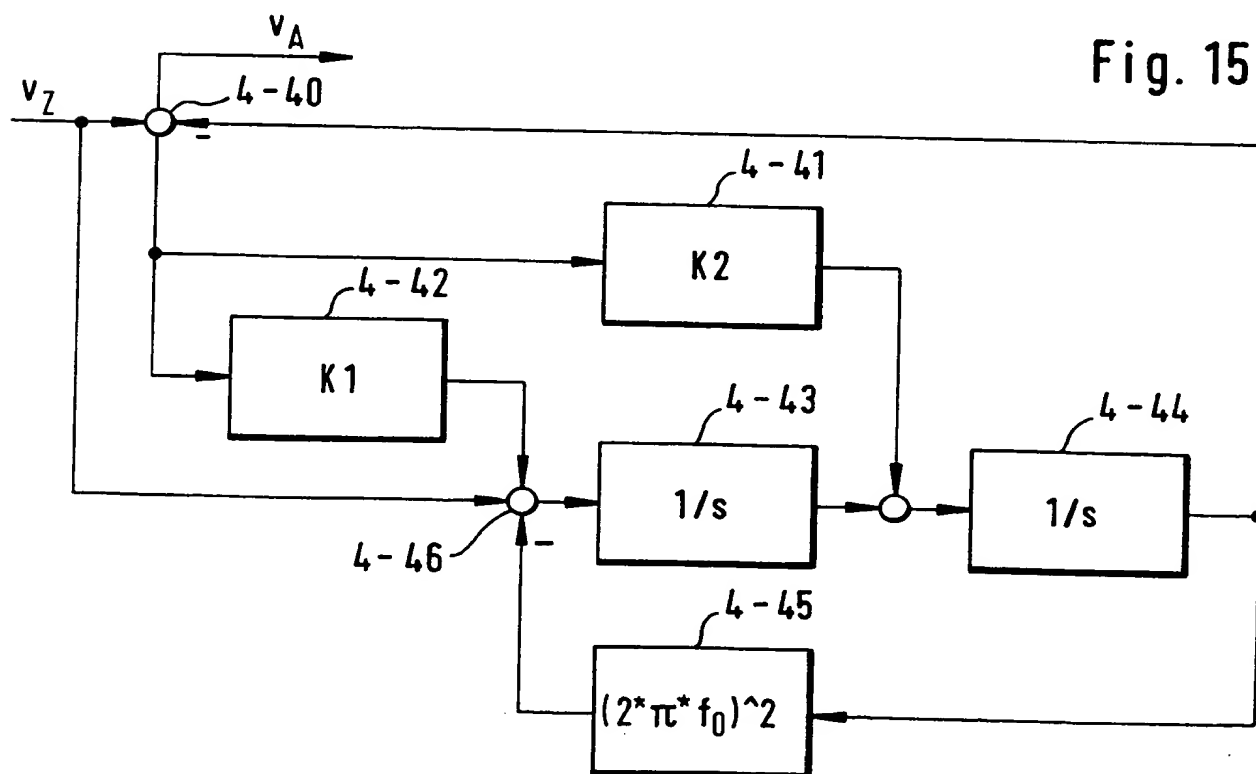 v_A
Fig. 15
v_Z
4-40
-
4-41
K2
4-42
K1
4-43
1/s
4-44
1/s
4-46
-
4-45
(2*π*f_0)^2